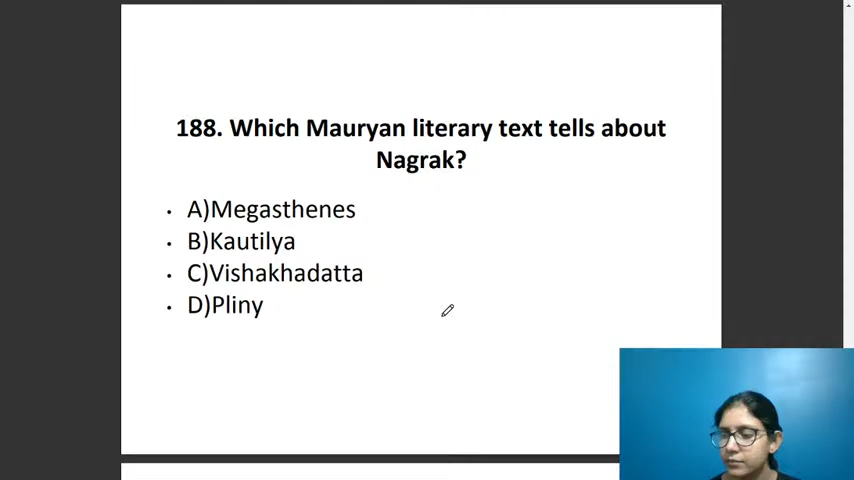 188. Which Mauryan literary text tells about
Nagrak?
• A)Megasthenes
• B)Kautilya
• C)Vishakhadatta
• D)Pliny